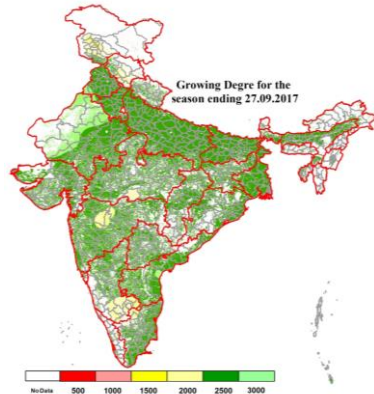 Growing Degre for the
season ending 27.09.2017
No Data 500 1000 1500 2000 2500 3000